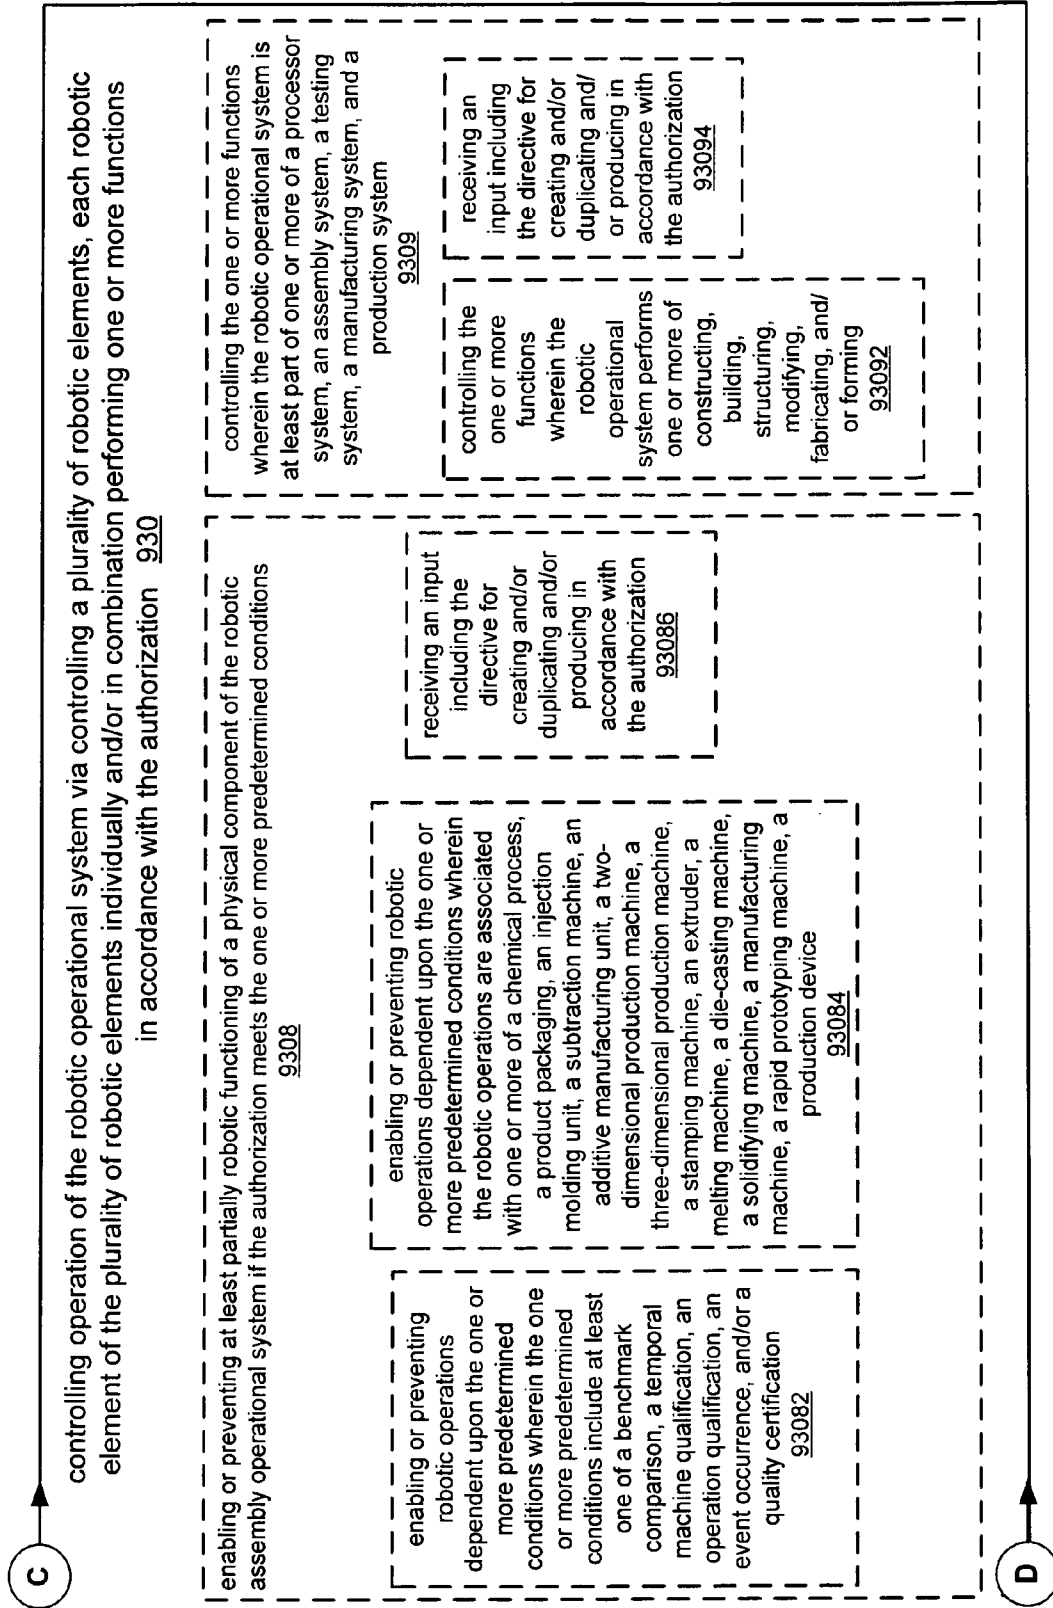 C
controlling operation of the robotic operational system via controlling a plurality of robotic elements, each robotic
element of the plurality of robotic elements individually and/or in combination performing one or more functions
in accordance with the authorization 930
enabling or preventing at least partially robotic functioning of a physical component of the robotic
assembly operational system if the authorization meets the one or more predetermined conditions
9308
enabling or preventing
robotic operations
dependent upon the one or
more predetermined
conditions wherein the one
or more predetermined
conditions include at least
one of a benchmark
comparison, a temporal
machine qualification, an
operation qualification, an
event occurrence, and/or a
quality certification
93082
enabling or preventing robotic
operations dependent upon the one or
more predetermined conditions wherein
the robotic operations are associated
with one or more of a chemical process,
a product packaging, an injection
molding unit, a subtraction machine, an
additive manufacturing unit, a two-
dimensional production machine, a
three-dimensional production machine,
a stamping machine, an extruder, a
melting machine, a die-casting machine,
a solidifying machine, a manufacturing
machine, a rapid prototyping machine, a
production device
93084
receiving an input
including the
directive for
creating and/or
duplicating and/or
producing in
accordance with
the authorization
93086
controlling the one or more functions
wherein the robotic operational system is
at least part of one or more of a processor
system, an assembly system, a testing
system, a manufacturing system, and a
production system
9309
controlling the
one or more
functions
wherein the
robotic
operational
system performs
one or more of
constructing,
building,
structuring,
modifying,
fabricating, and/
or forming
93092
receiving an
input including
the directive for
creating and/or
duplicating and/
or producing in
accordance with
the authorization
93094
D